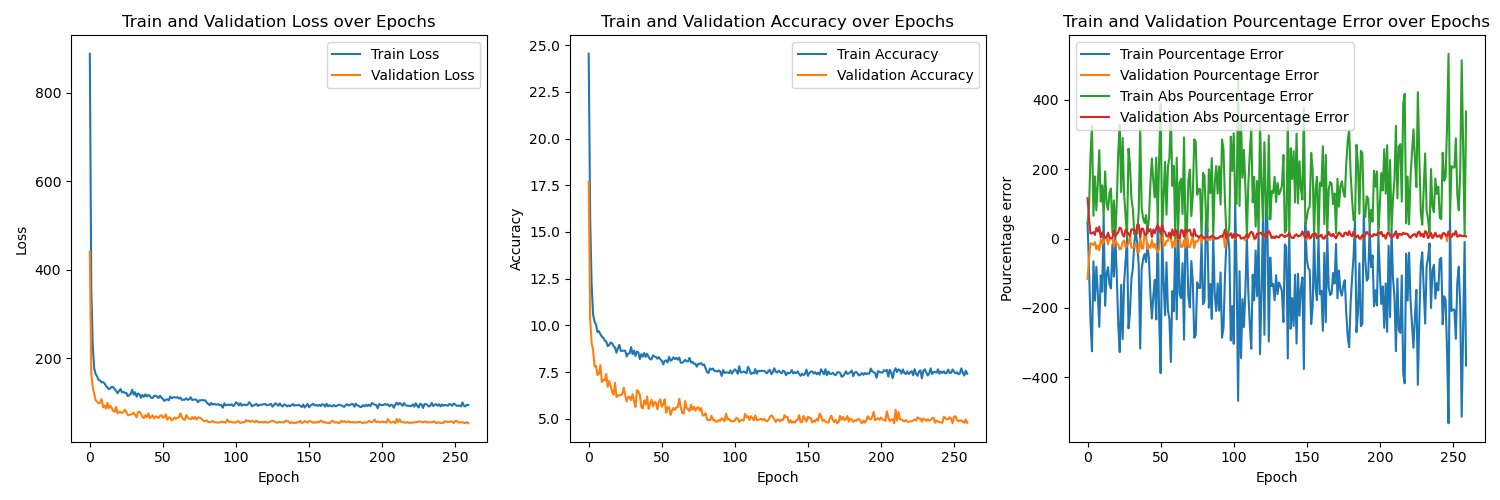 Train and Validation Loss over Epochs
Train Loss
Validation Loss
800
600
400
200
Loss
0
50
100
150
200
250
Epoch
Train and Validation Accuracy over Epochs
Train Accuracy
Validation Accuracy
25.0
22.5
20.0
17.5
15.0
12.5
10.0
7.5
5.0
Accuracy
0
50
100
150
200
250
Epoch
Train and Validation Pourcentage Error over Epochs
Train Pourcentage Error
Validation Pourcentage Error
Train Abs Pourcentage Error
Validation Abs Pourcentage Error
400
200
0
−200
−400
Pourcentage error
0
50
100
150
200
250
Epoch